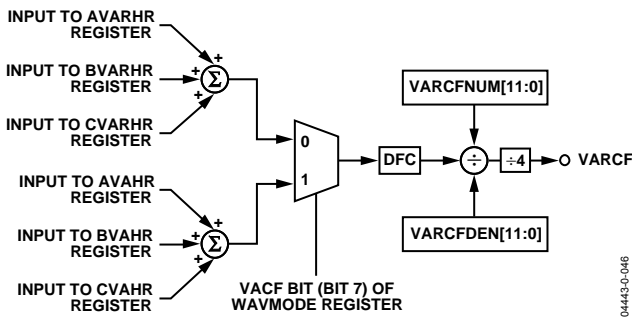 INPUT TO AVARHR
REGISTER
+
INPUT TO BVARHR
REGISTER
+
Σ
INPUT TO CVARHR
REGISTER
+
VARCFNUM[11:0]
0
1
DFC
÷
÷4
VARCF
INPUT TO AVAHR
REGISTER
+
INPUT TO BVAHR
REGISTER
+
Σ
INPUT TO CVAHR
REGISTER
+
VARCFDEN[11:0]
VACF BIT (BIT 7) OF
WAVMODE REGISTER
04443-0-046